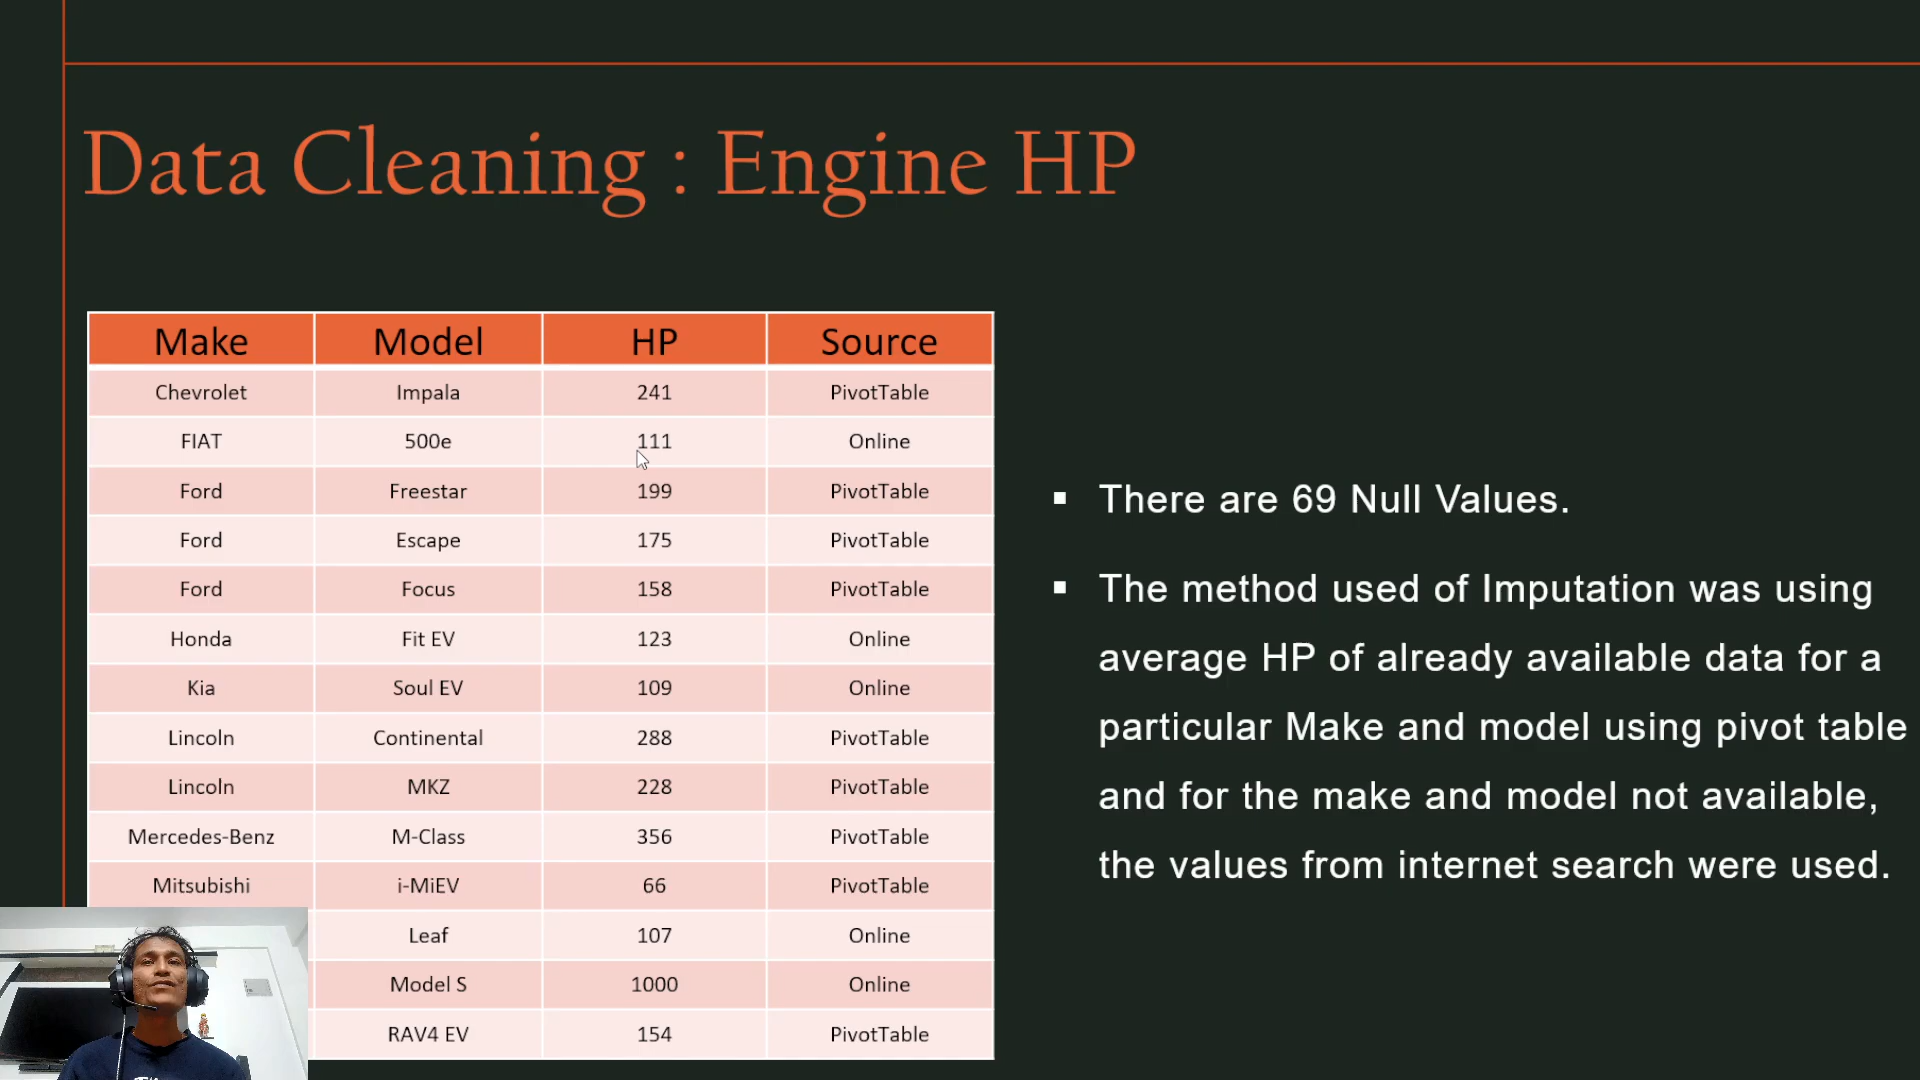 Data Cleaning : Engine HP
Make Model HP Source
Chevrolet Impala 241 PivotTable
FIAT 500e 111 Online
Ford Freestar 199 PivotTable
Ford Escape 175 PivotTable
Ford Focus 158 PivotTable
Honda Fit EV 123 Online
Kia Soul EV 109 Online
Lincoln Continental 288 PivotTable
Lincoln MKZ 228 PivotTable
Mercedes-Benz M-Class 356 PivotTable
Mitsubishi i-MiEV 66 PivotTable
Leaf 107 Online
Model S 1000 Online
RAV4 EV 154 PivotTable
▪ There are 69 Null Values.
▪ The method used of Imputation was using
average HP of already available data for a
particular Make and model using pivot table
and for the make and model not available,
the values from internet search were used.